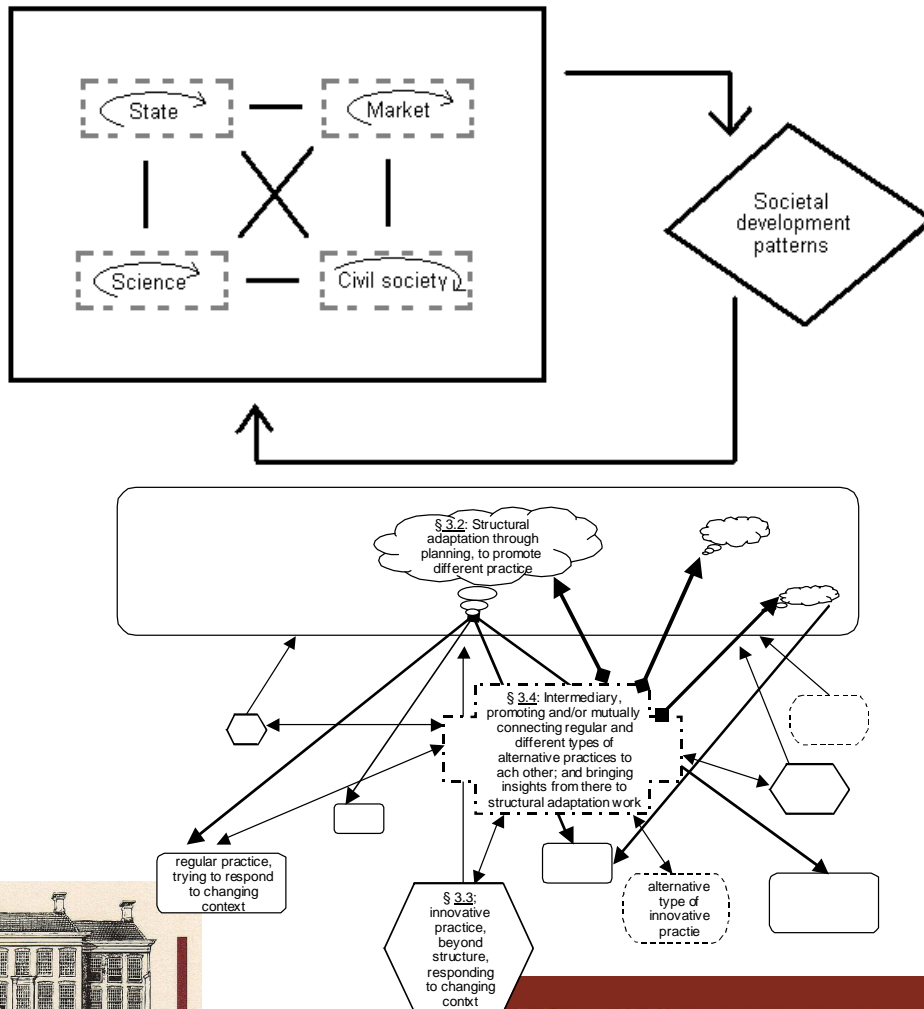 State
Market
Science
Civil society
Societal
development
patterns
§ 3.2: Structural
adaptation through
planning, to promote
different practice
§ 3.4: Intermediary,
promoting and/or mutually
connecting regular and
different types of
alternative practices to
ach other; and bringing
insights from there to
structural adaptation work
regular practice,
trying to respond
to changing
context
§ 3.3:
innovative
practice,
beyond
structure,
responding
to changing
contxt
alternative
type of
innovative
practie